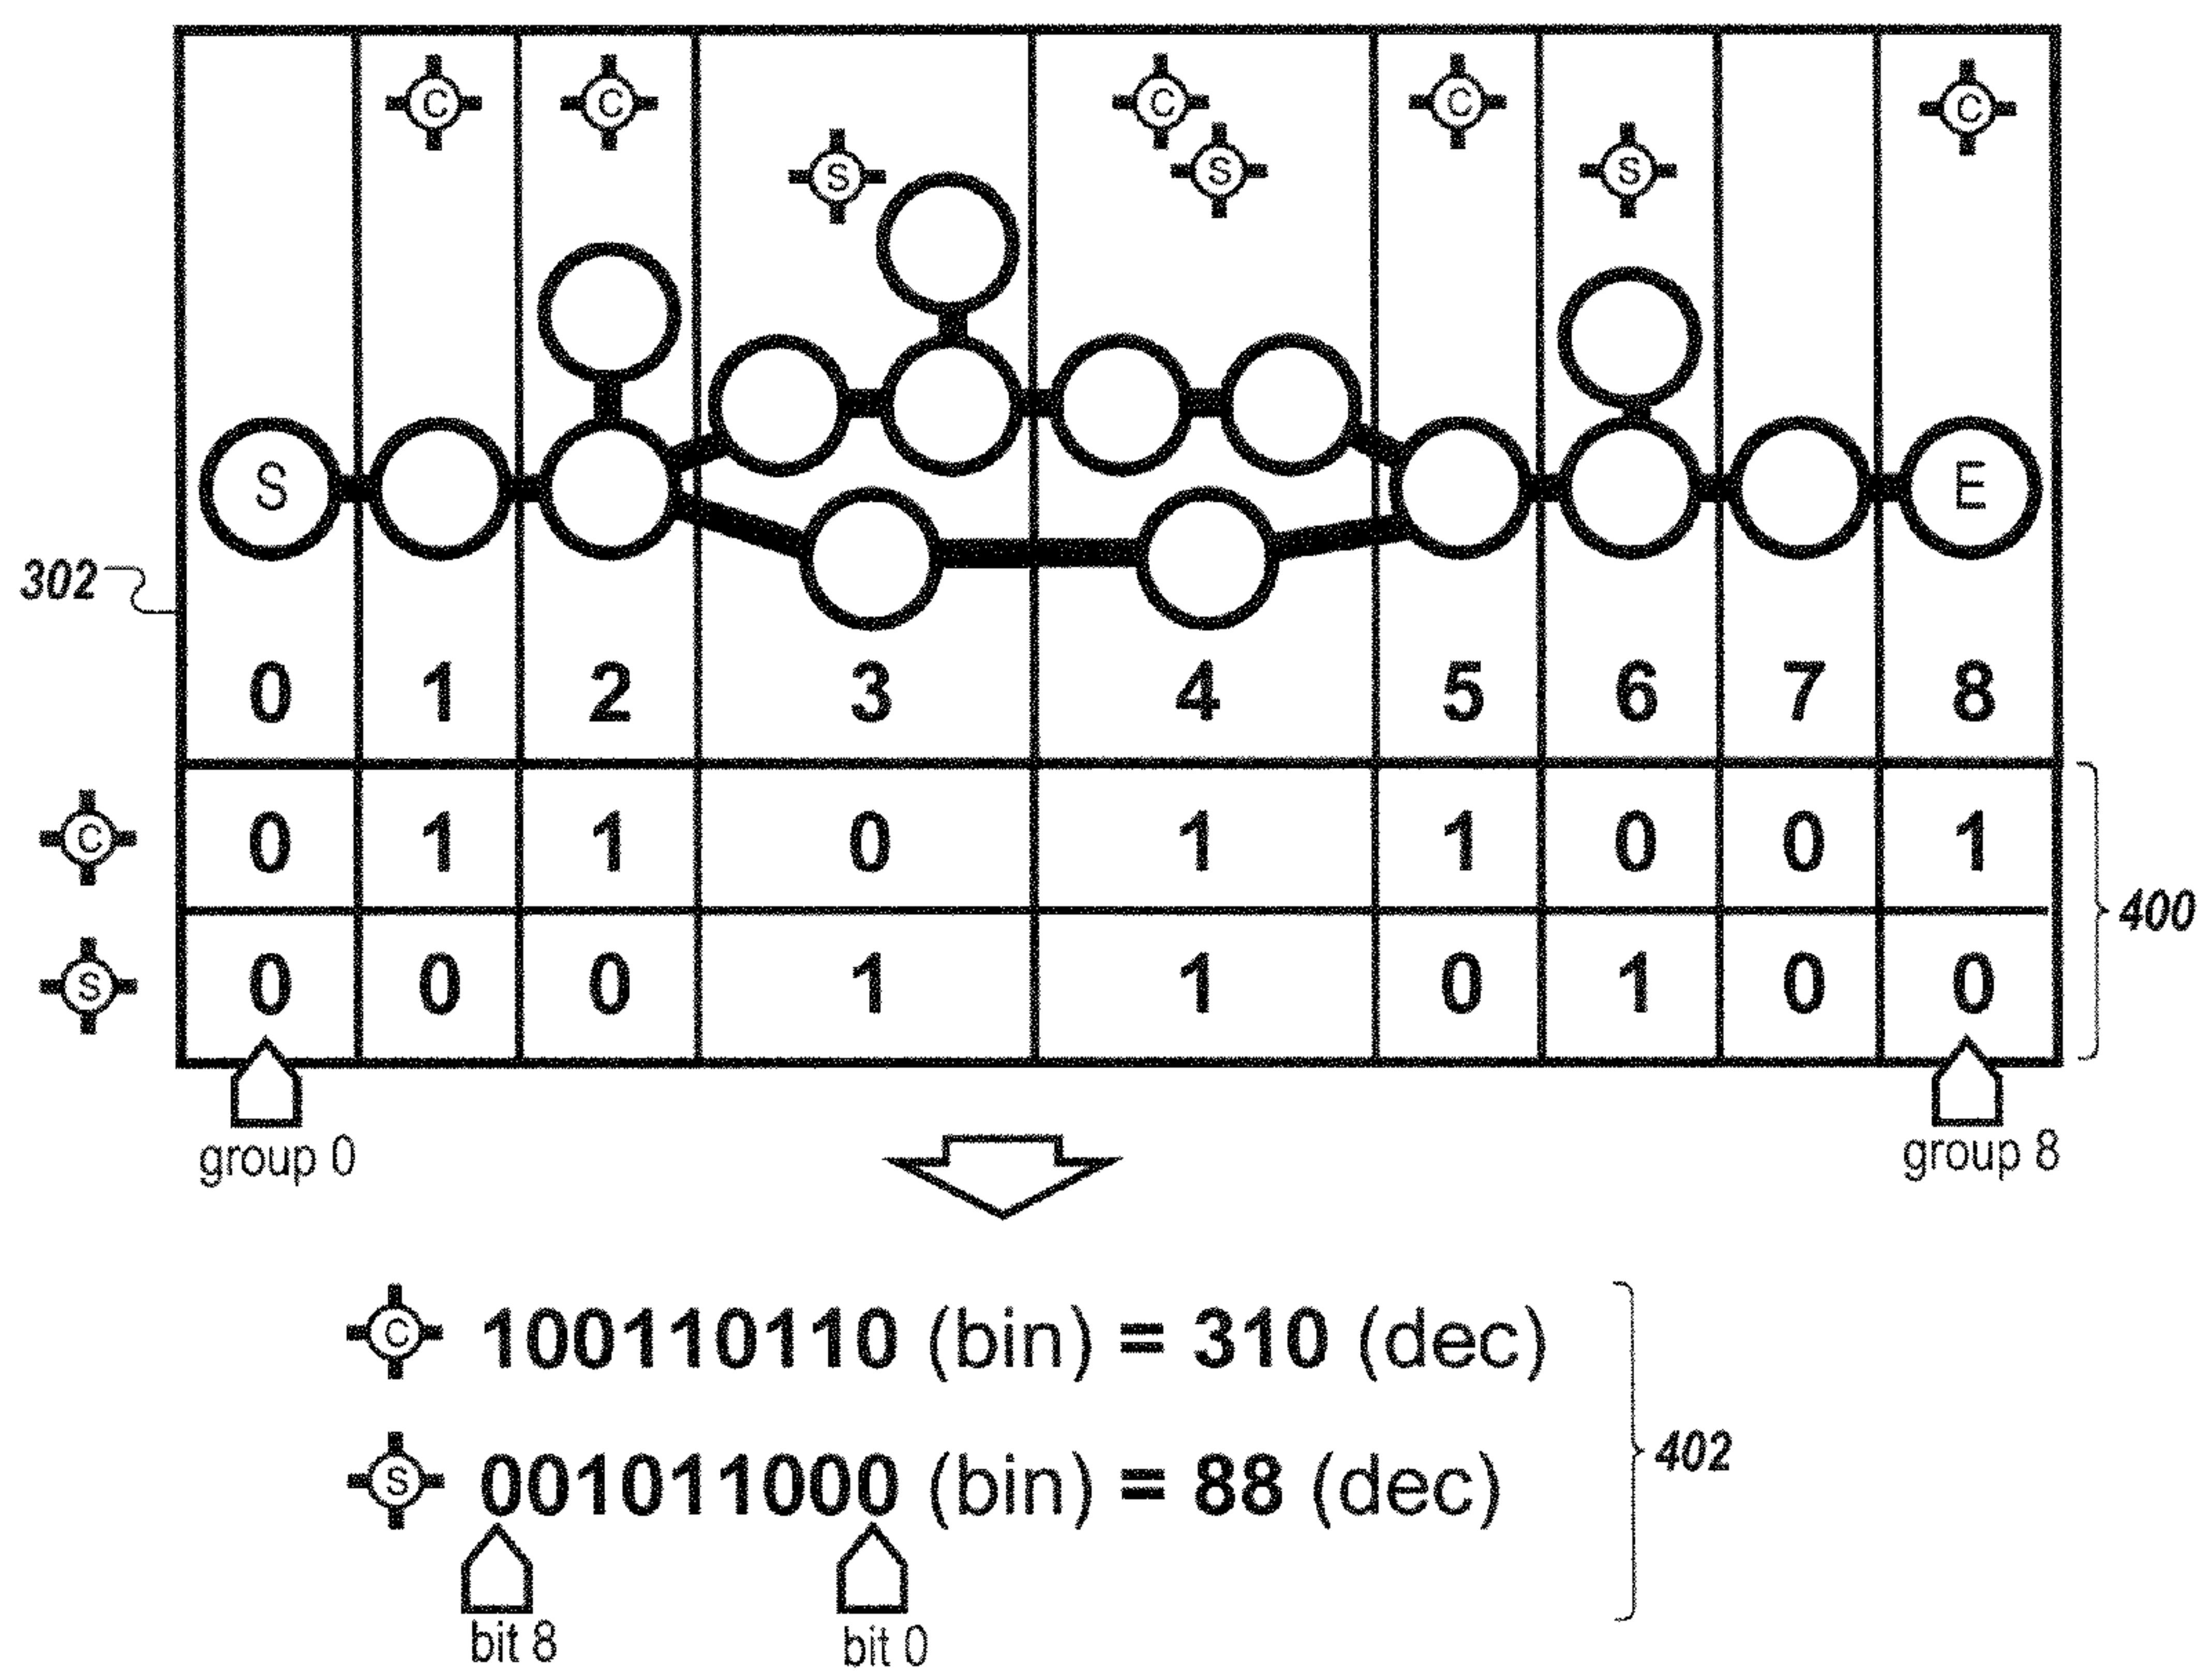 C C C C C
S S S
S E
302
0 1 2 3 4 5 6 7 8
C 0 1 1 0 1 1 0 0 1
400
S 0 0 0 1 1 0 1 0 0
group 0 group 8
C 100110110 (bin) = 310 (dec)
402
S 001011000 (bin) = 88 (dec)
bit 8 bit 0